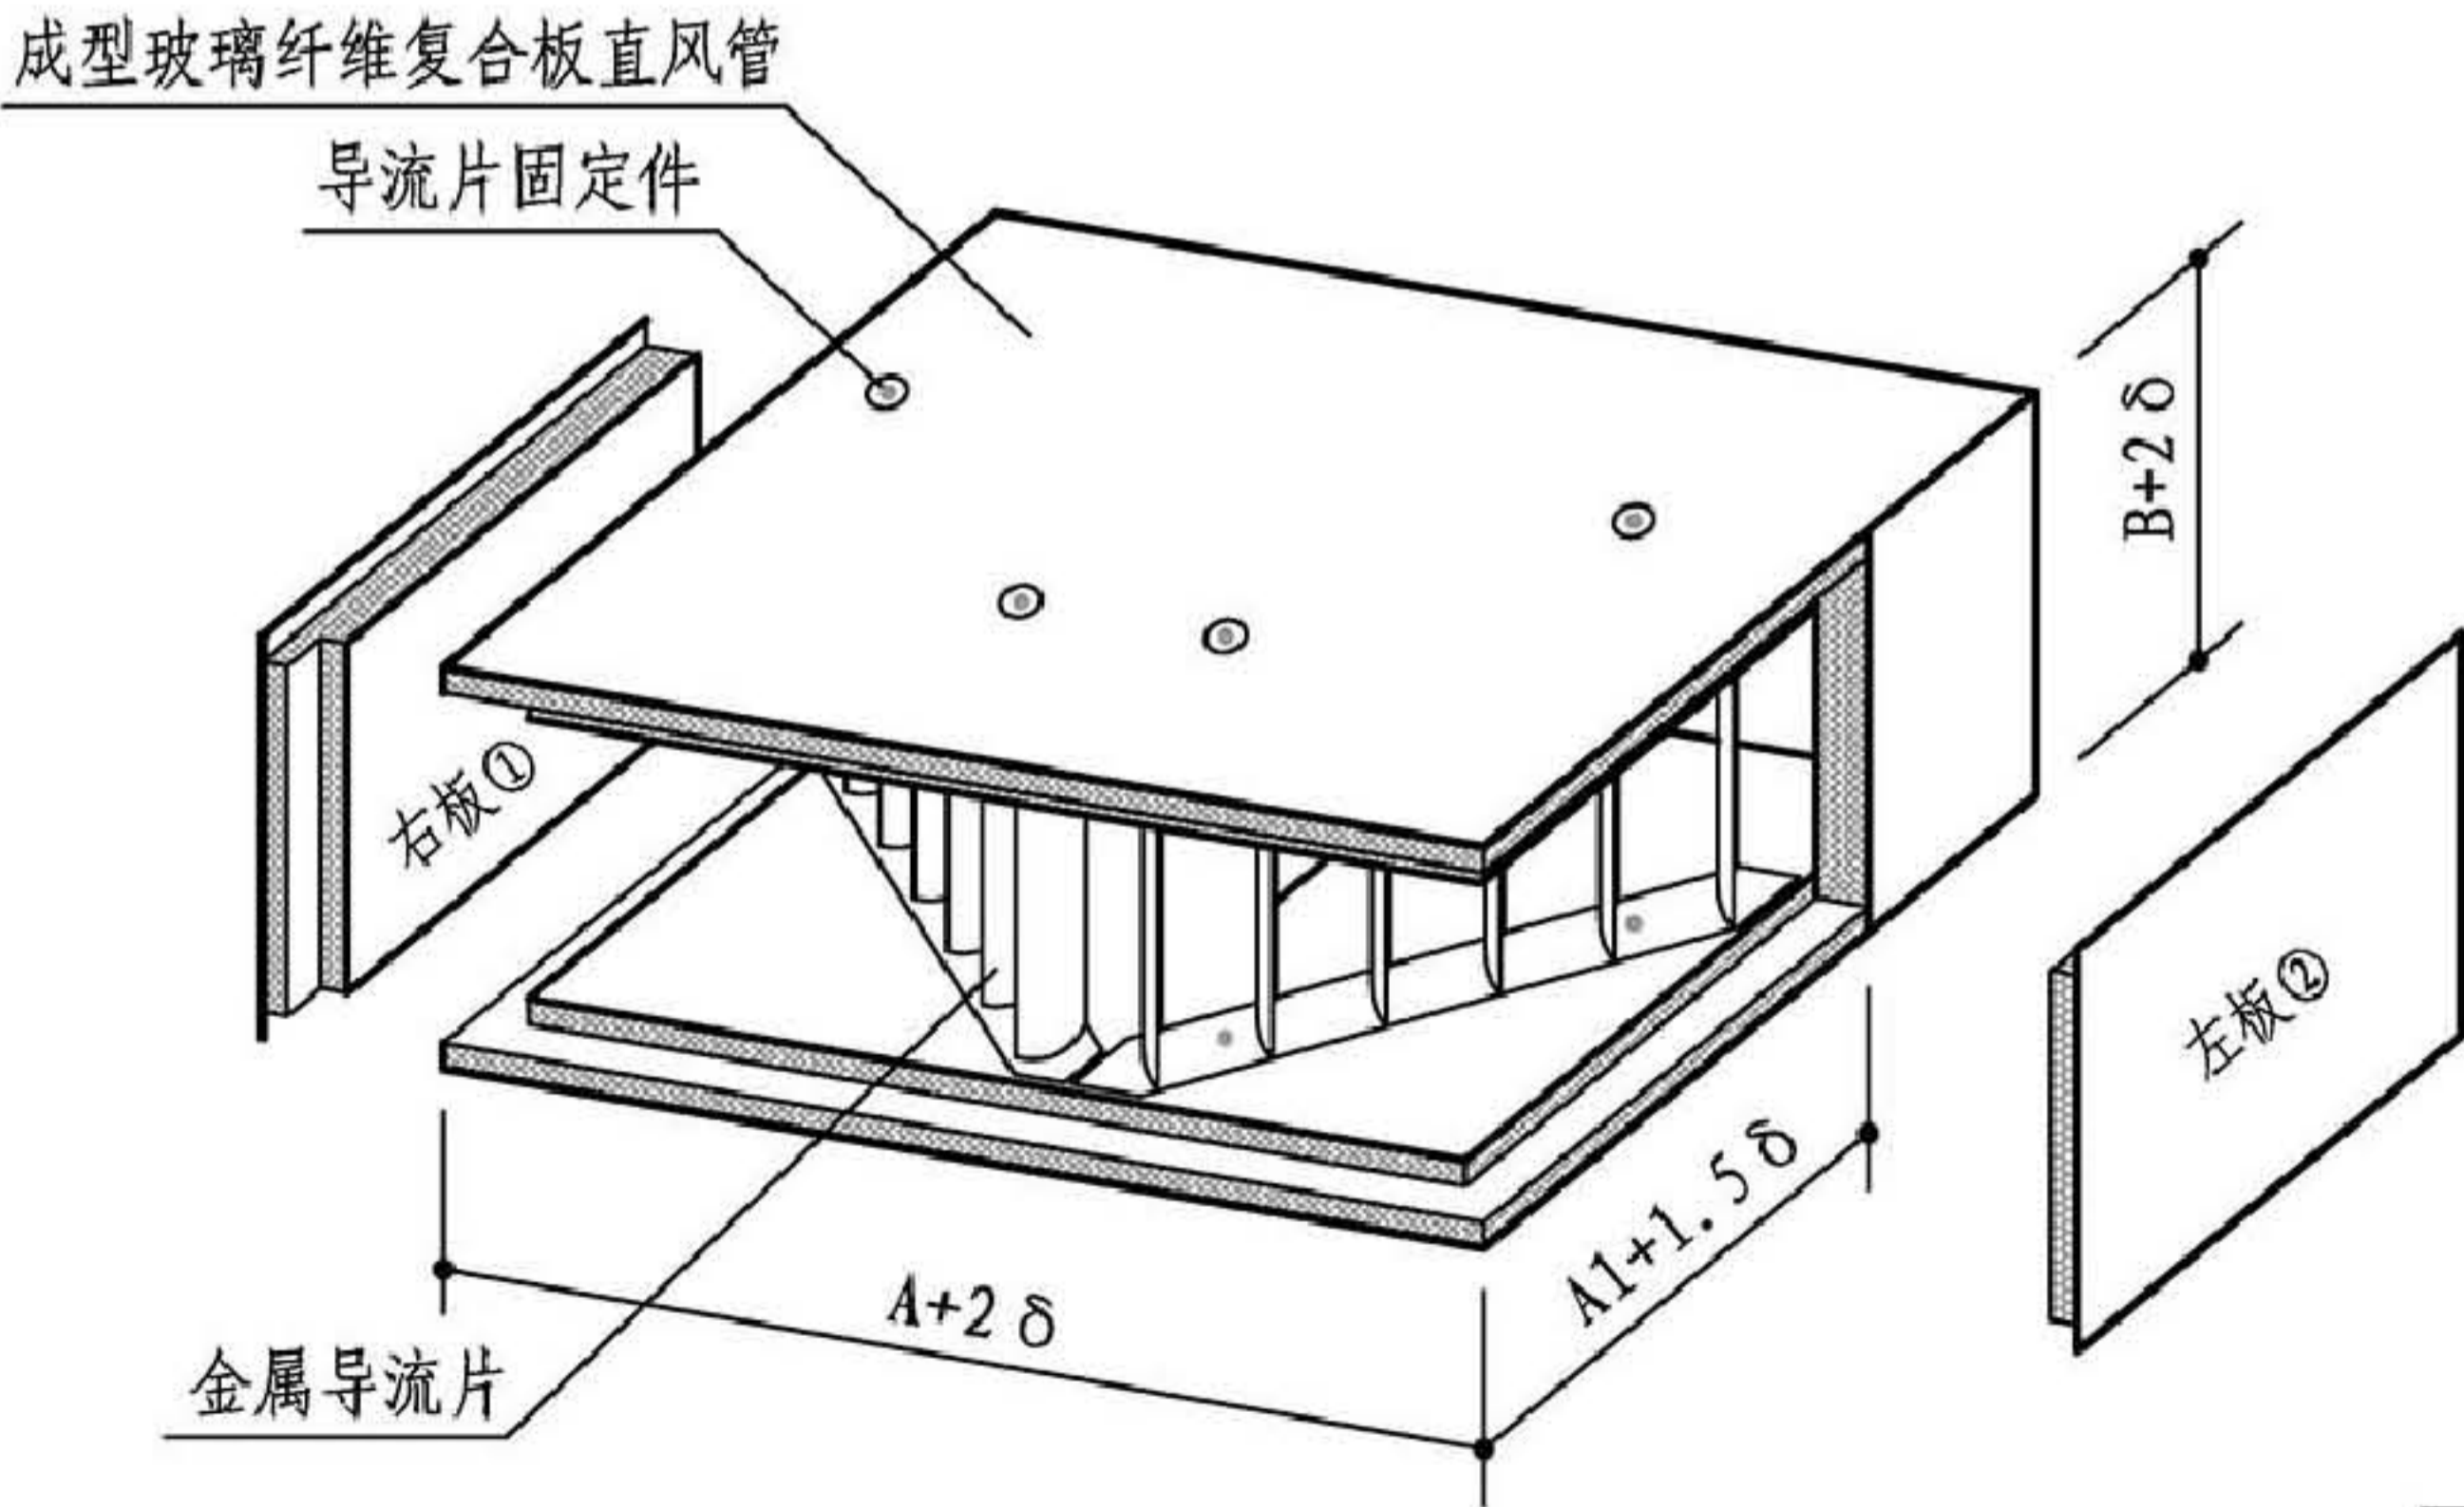 成型玻璃纤维复合板直风管
导流片固定件
B+2δ
右板①
左板②
A1+1.5δ
A+2δ
金属导流片